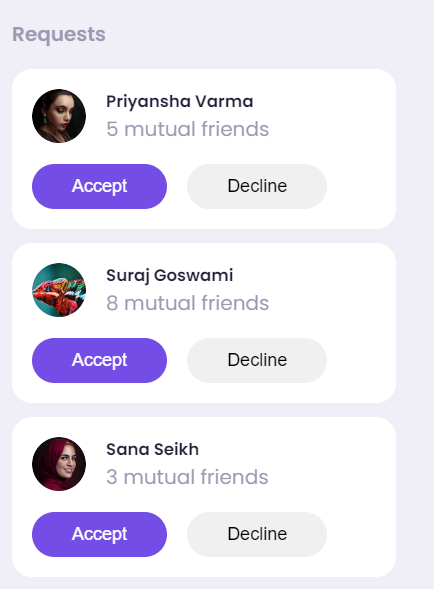 Requests
Priyansha Varma
5 mutual friends
Accept
Decline
Suraj Goswami
8 mutual friends
Accept
Decline
Sana Seikh
3 mutual friends
Accept
Decline